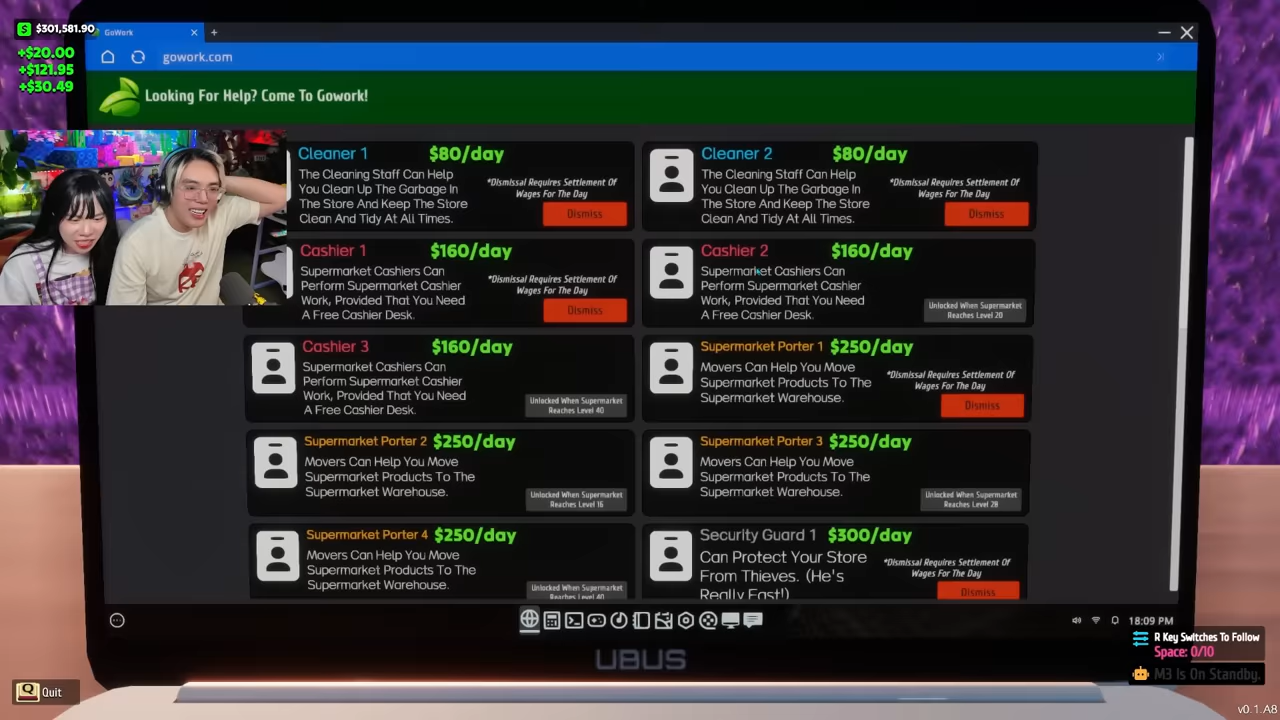 $301,581.90
+$20.00
+$121.95
+$30.49
GoWork
gowork.com
Looking For Help? Come To Gowork!
Cleaner 1 $80/day
The Cleaning Staff Can Help
You Clean Up The Garbage In
The Store And Keep The Store
Clean And Tidy At All Times.
*Dismissal Requires Settlement Of
Wages For The Day
Dismiss
Cleaner 2 $80/day
The Cleaning Staff Can Help
You Clean Up The Garbage In
The Store And Keep The Store
Clean And Tidy At All Times.
*Dismissal Requires Settlement Of
Wages For The Day
Dismiss
Cashier 1 $160/day
Supermarket Cashiers Can
Perform Supermarket Cashier
Work, Provided That You Need
A Free Cashier Desk.
*Dismissal Requires Settlement Of
Wages For The Day
Dismiss
Cashier 2 $160/day
Supermarket Cashiers Can
Perform Supermarket Cashier
Work, Provided That You Need
A Free Cashier Desk.
Unlocked When Supermarket
Reaches Level 20
Cashier 3 $160/day
Supermarket Cashiers Can
Perform Supermarket Cashier
Work, Provided That You Need
A Free Cashier Desk.
Unlocked When Supermarket
Reaches Level 40
Supermarket Porter 1 $250/day
Movers Can Help You Move
Supermarket Products To The
Supermarket Warehouse.
*Dismissal Requires Settlement Of
Wages For The Day
Dismiss
Supermarket Porter 2 $250/day
Movers Can Help You Move
Supermarket Products To The
Supermarket Warehouse.
Unlocked When Supermarket
Reaches Level 16
Supermarket Porter 3 $250/day
Movers Can Help You Move
Supermarket Products To The
Supermarket Warehouse.
Unlocked When Supermarket
Reaches Level 28
Supermarket Porter 4 $250/day
Movers Can Help You Move
Supermarket Products To The
Supermarket Warehouse.
Unlocked When Supermarket
Reaches Level 40
Security Guard 1 $300/day
Can Protect Your Store
From Thieves. (He's
Really Fast!)
*Dismissal Requires Settlement Of
Wages For The Day
Dismiss
18:09 PM
UBUS
R Key Switches To Follow
Space: 0/10
M3 Is On Standby.
Q Quit
v0.1.A8